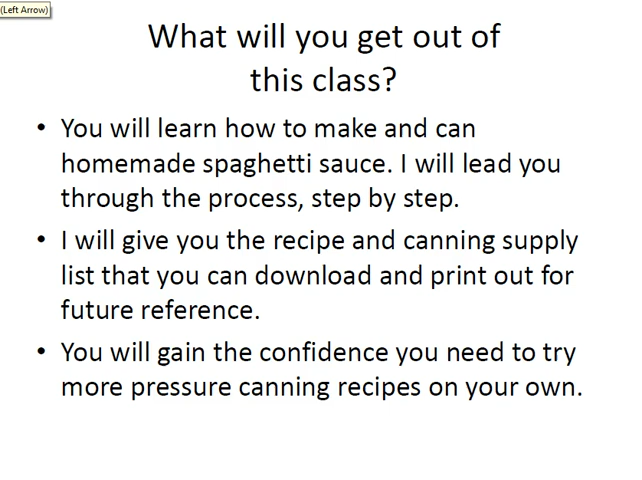 (Left Arrow)
What will you get out of
this class?
• You will learn how to make and can
homemade spaghetti sauce. I will lead you
through the process, step by step.
• I will give you the recipe and canning supply
list that you can download and print out for
future reference.
• You will gain the confidence you need to try
more pressure canning recipes on your own.